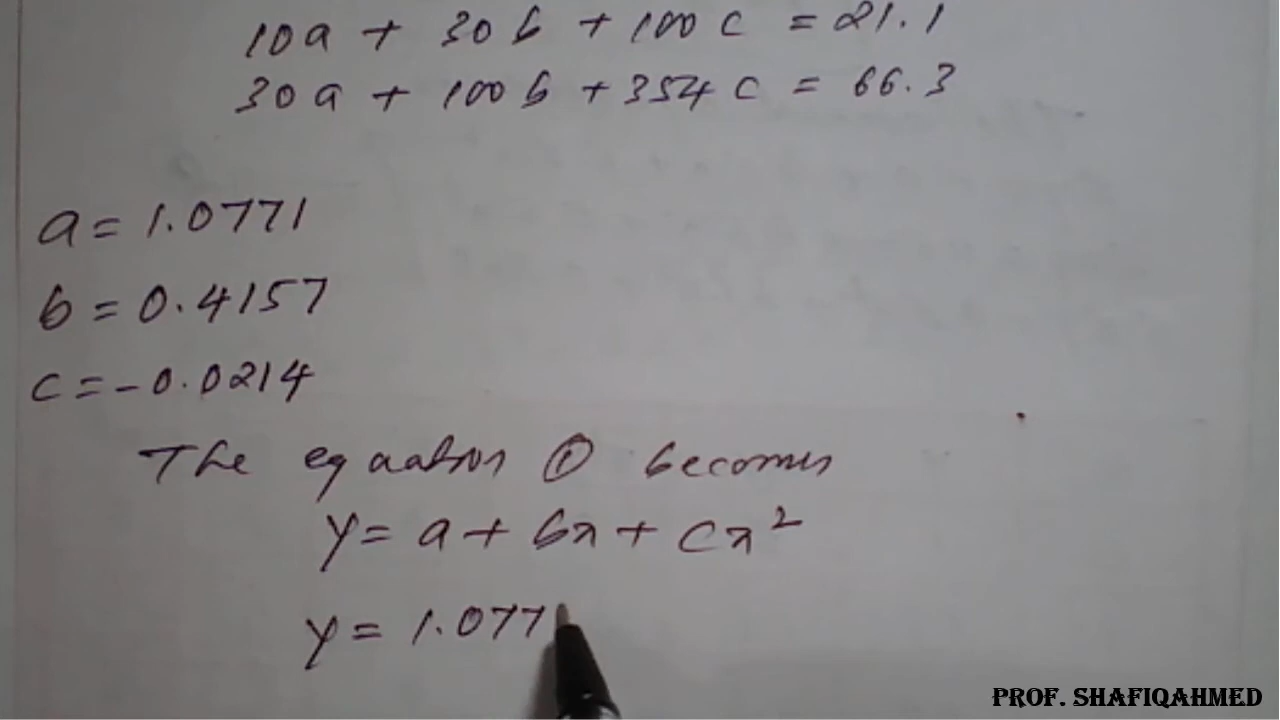 10a + 30b + 100c = 21.1
30a + 100b + 354c = 66.3
a = 1.0771
b = 0.4157
c = -0.0214
The equation ① becomes
y = a + bx + cx²
y = 1.077
PROF. SHAFIQAHMED